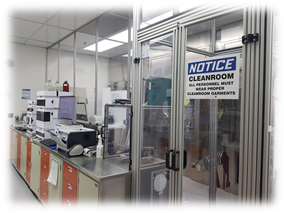 NOTICE
CLEANROOM
ALL PERSONNEL MUST
WEAR PROPER
CLEANROOM GARMENTS